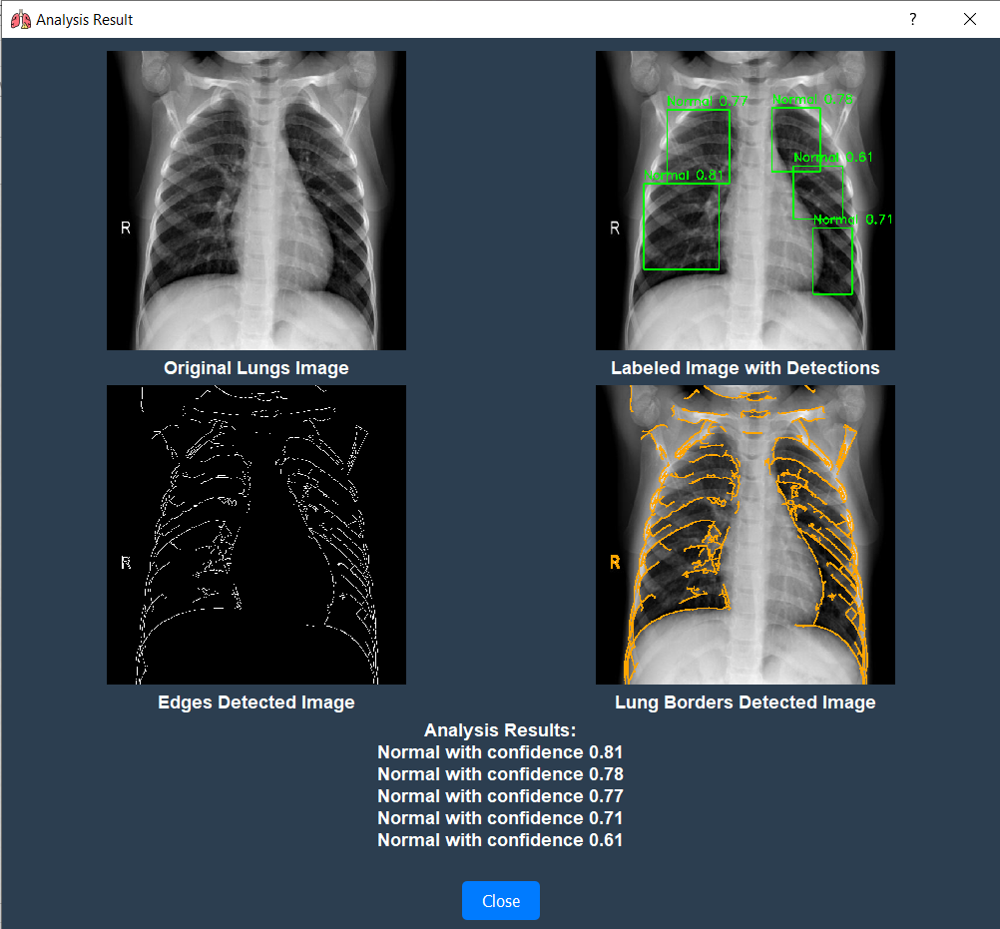 Analysis Result
?
R
R
Normal 0.77
Normal 0.78
Normal 0.61
Normal 0.81
Normal 0.71
Original Lungs Image
Labeled Image with Detections
R
R
Edges Detected Image
Lung Borders Detected Image
Analysis Results:
Normal with confidence 0.81
Normal with confidence 0.78
Normal with confidence 0.77
Normal with confidence 0.71
Normal with confidence 0.61
Close